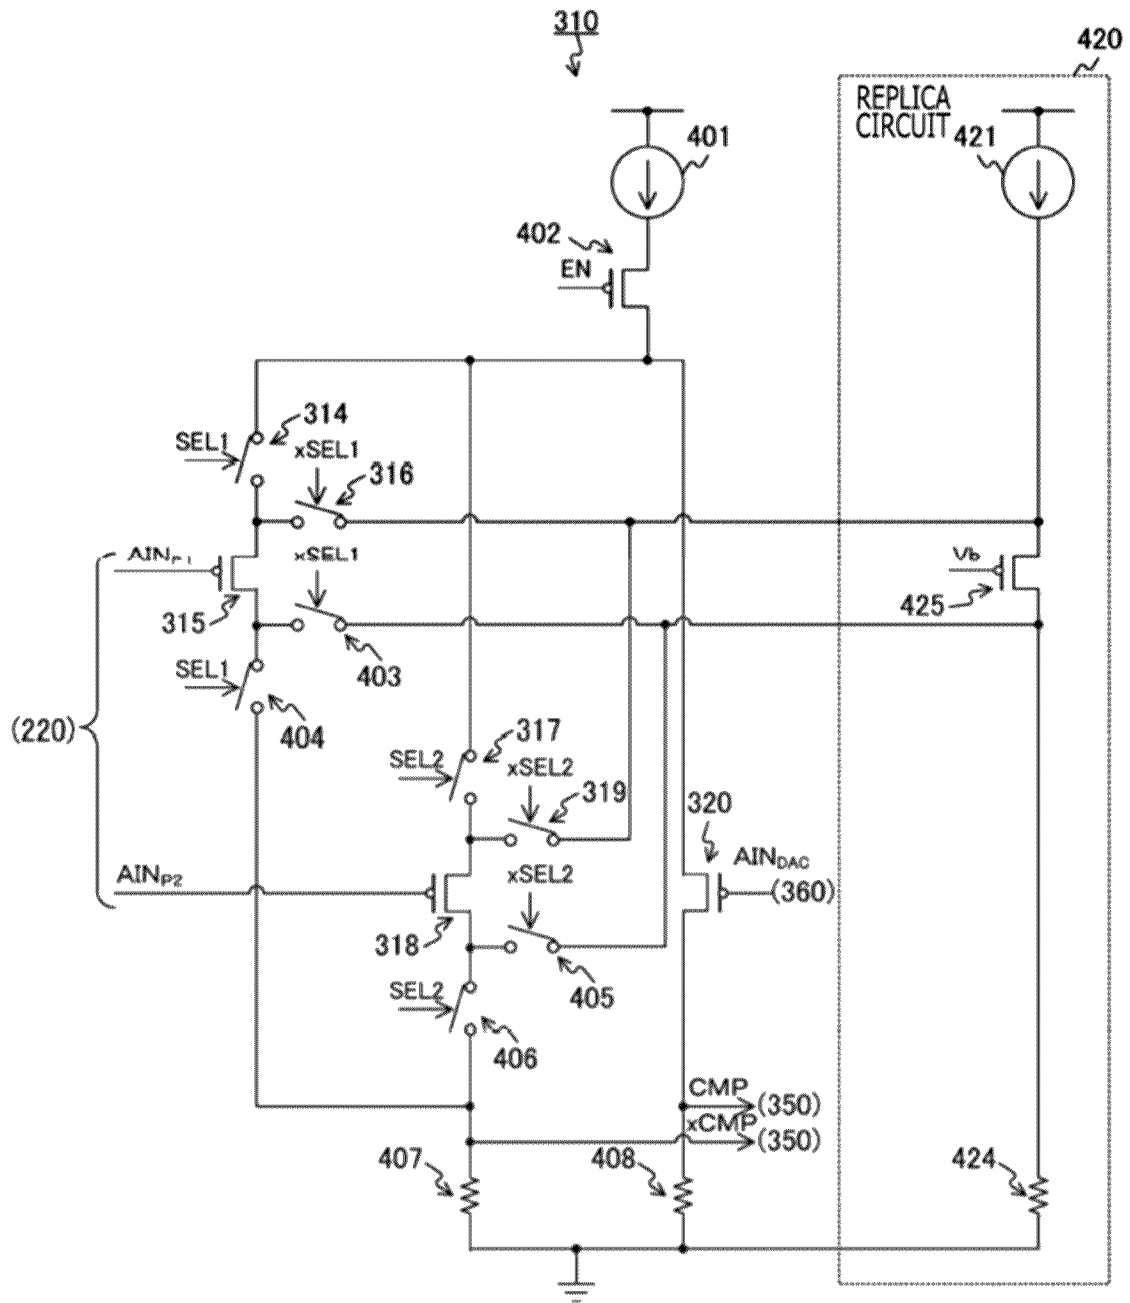 310
420
REPLICA
CIRCUIT
401
421
402
EN
314
SEL1
xSEL1
316
AINP1
xSEL1
Vb
315
425
403
SEL1
404
(220)
317
SEL2
xSEL2
319
320
AINDAC
(360)
AINP2
xSEL2
318
SEL2
405
406
CMP
(350)
xCMP
(350)
407
408
424